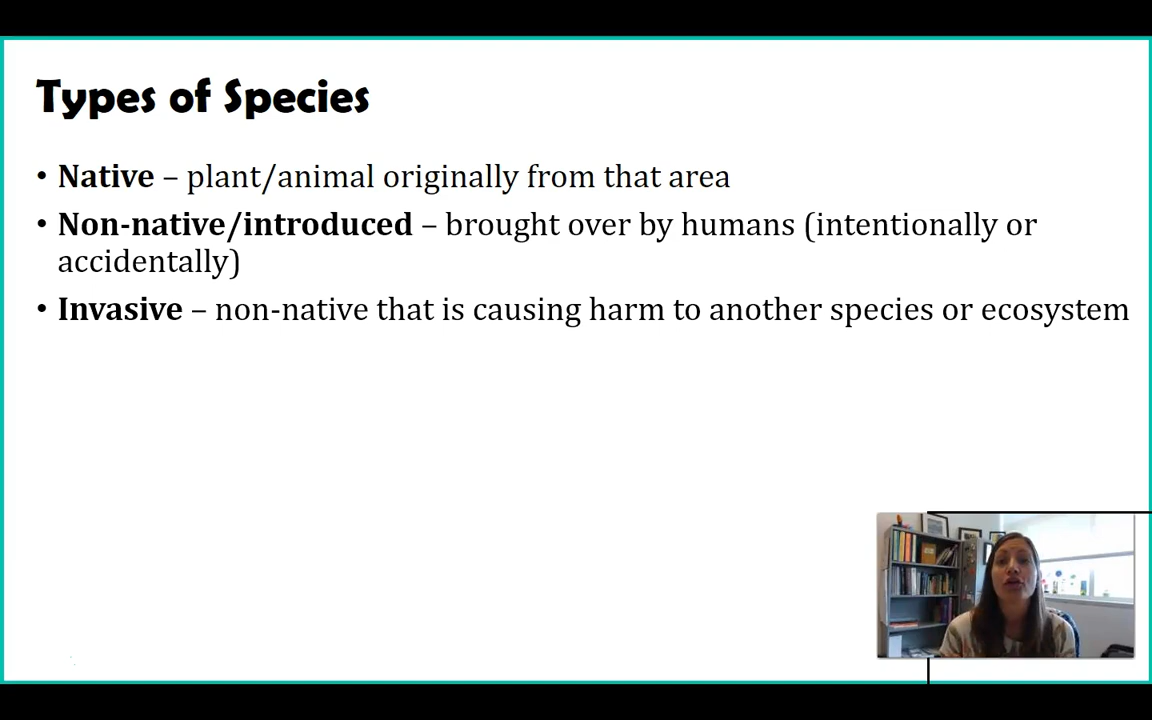 Types of Species
• Native – plant/animal originally from that area
• Non-native/introduced – brought over by humans (intentionally or
accidentally)
• Invasive – non-native that is causing harm to another species or ecosystem